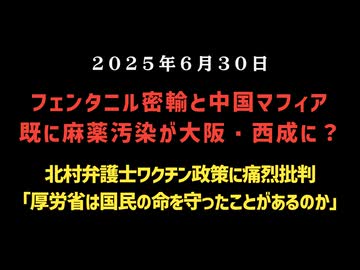 2025年6月30日
フェンタニル密輸と中国マフィア
既に麻薬汚染が大阪・西成に？
北村弁護士ワクチン政策に痛烈批判
「厚労省は国民の命を守ったことがあるのか」